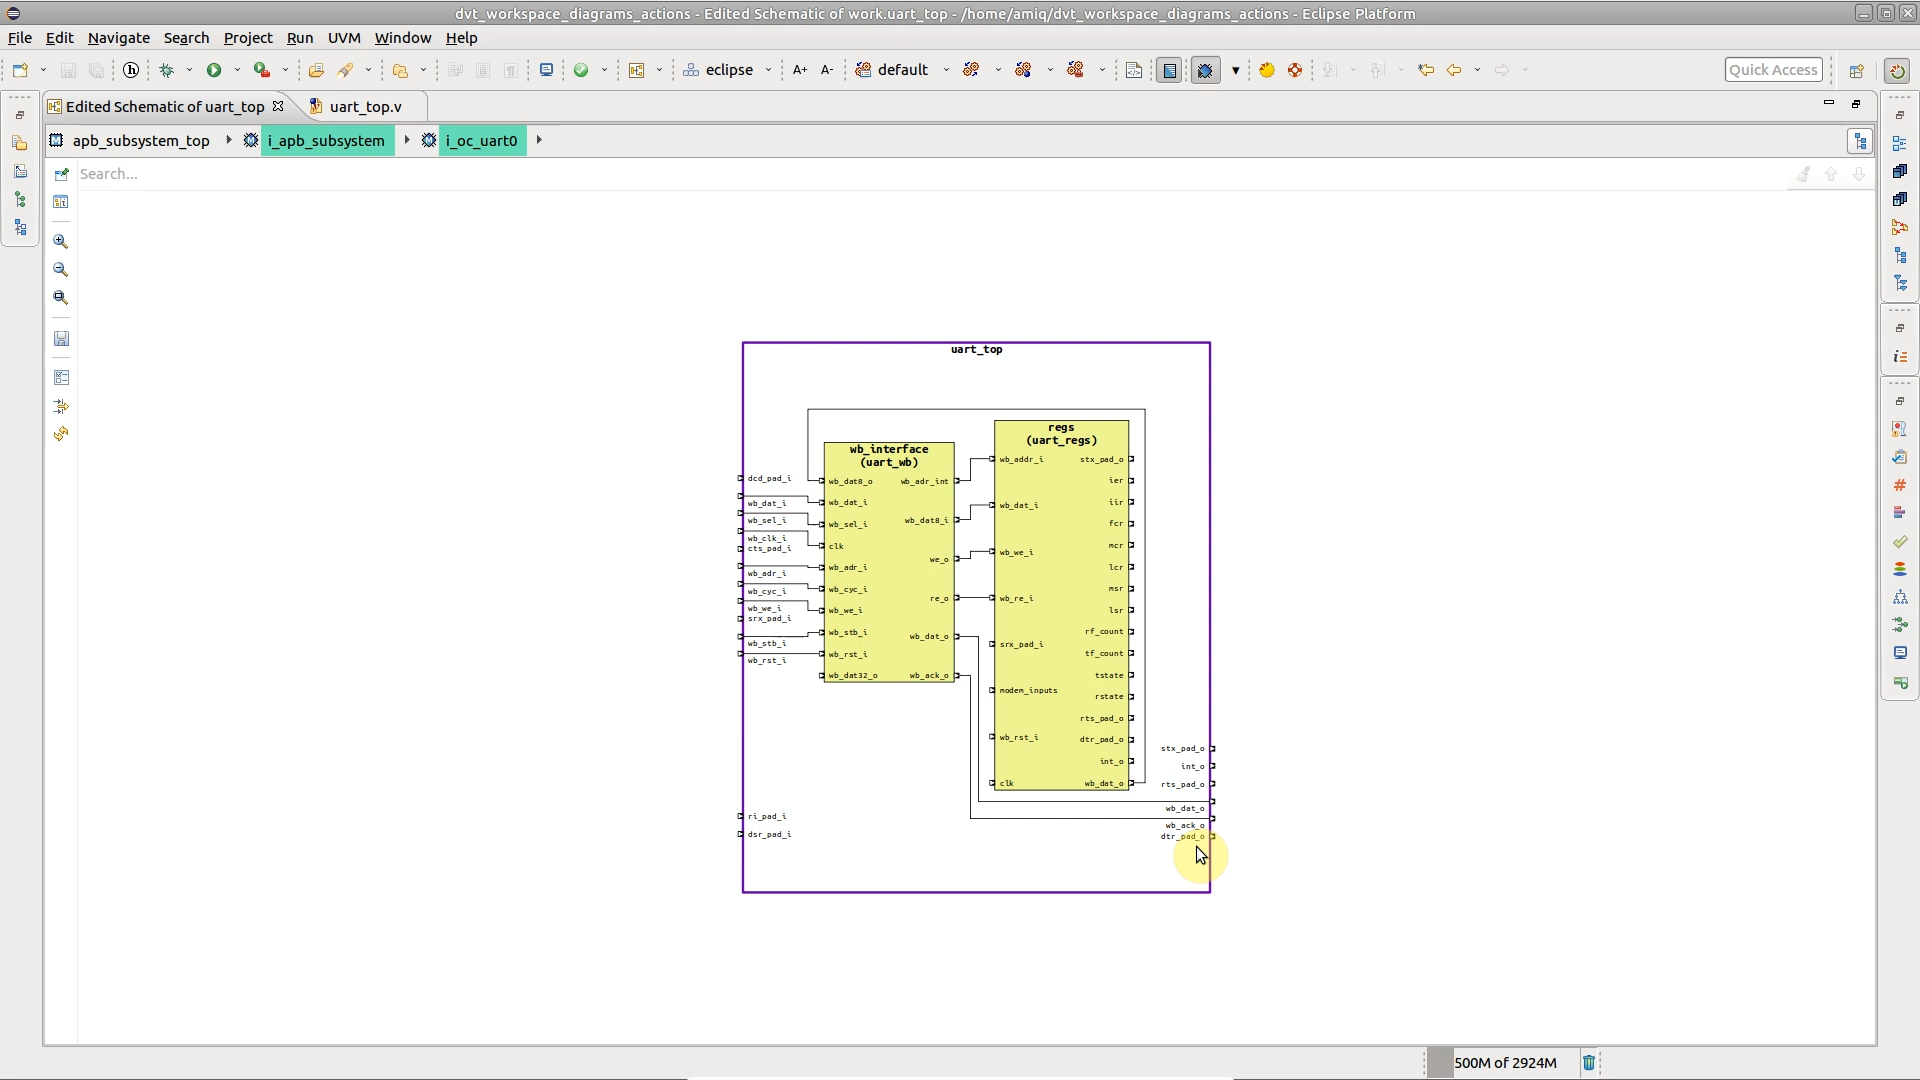 dvt_workspace_diagrams_actions - Edited Schematic of work.uart_top - /home/amiq/dvt_workspace_diagrams_actions - Eclipse Platform
File Edit Navigate Search Project Run UVM Window Help
eclipse A+ A- default Quick Access
Edited Schematic of uart_top uart_top.v
apb_subsystem_top i_apb_subsystem i_oc_uart0
Search...
uart_top
regs
(uart_regs)
wb_interface
(uart_wb)
dcd_pad_i
wb_dat_i
wb_sel_i
wb_clk_i
cts_pad_i
wb_adr_i
wb_cyc_i
wb_we_i
srx_pad_i
wb_stb_i
wb_rst_i
ri_pad_i
dsr_pad_i
wb_dat8_o wb_adr_int
wb_dat_i
wb_sel_i wb_dat8_i
clk
we_o
wb_adr_i
wb_cyc_i
re_o
wb_we_i
wb_stb_i wb_dat_o
wb_rst_i
wb_dat32_o wb_ack_o
wb_addr_i stx_pad_o
ier
iir
wb_dat_i
fcr
mcr
wb_we_i
lcr
msr
wb_re_i
lsr
rf_count
srx_pad_i
tf_count
tstate
modem_inputs
rstate
rts_pad_o
wb_rst_i dtr_pad_o
int_o
clk wb_dat_o
stx_pad_o
int_o
rts_pad_o
wb_dat_o
wb_ack_o
dtr_pad_o
500M of 2924M